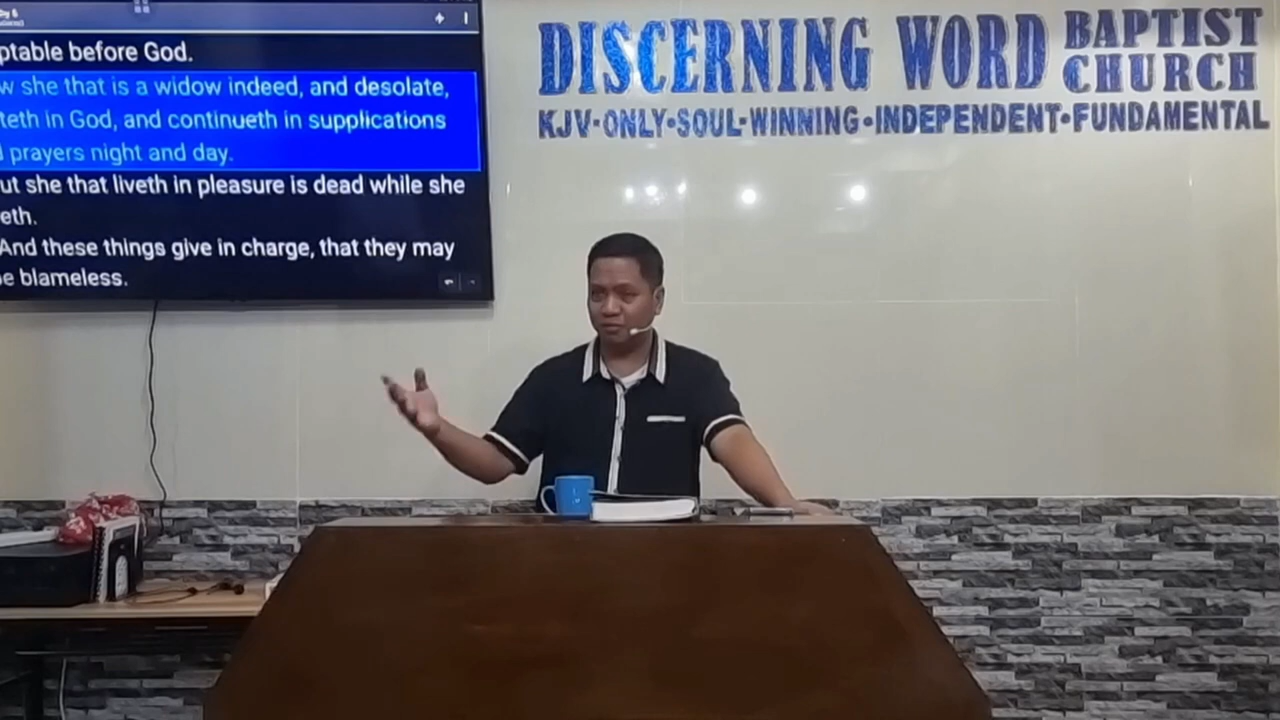 ptable before God.
w she that is a widow indeed, and desolate,
teth in God, and continueth in supplications
prayers night and day.
ut she that liveth in pleasure is dead while she
eth.
And these things give in charge, that they may
e blameless.
DISCERNING WORD BAPTIST CHURCH
KJV-ONLY•SOUL-WINNING•INDEPENDENT•FUNDAMENTAL